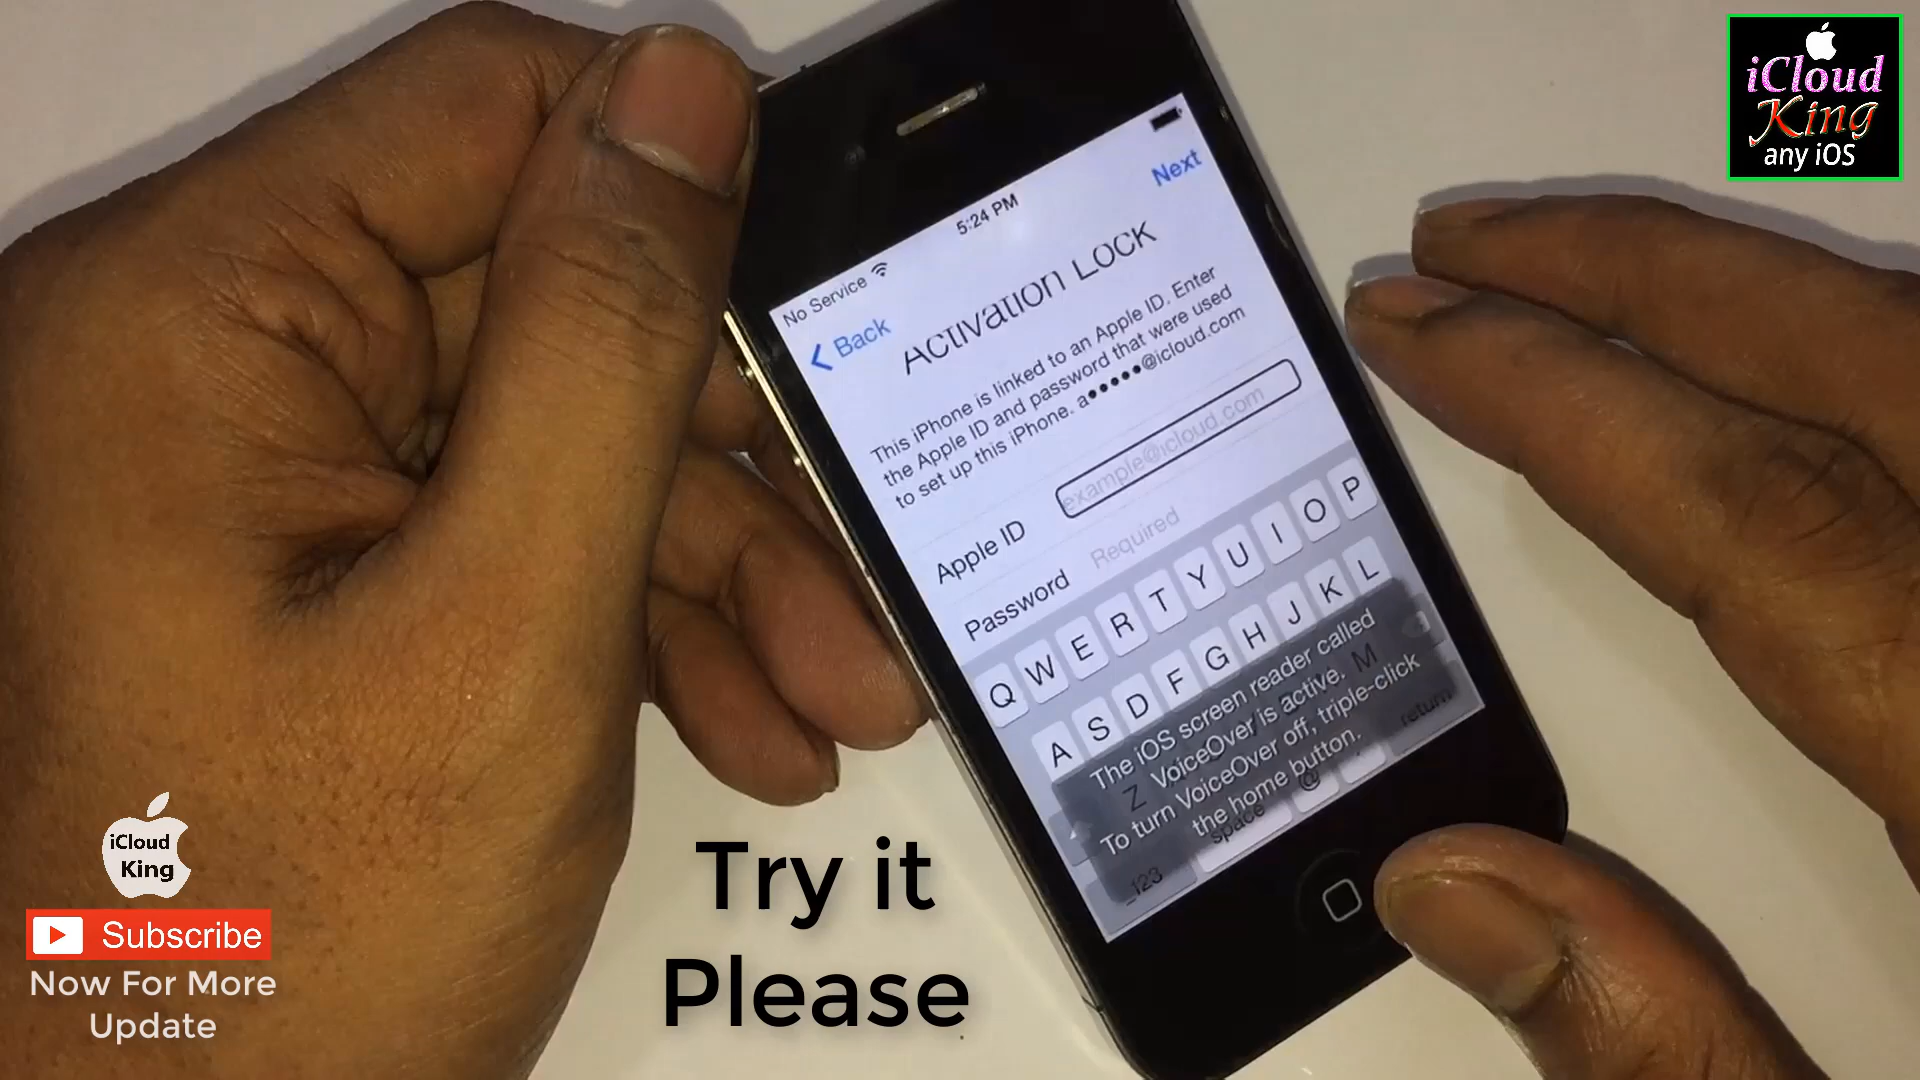 iCloud
King
any iOS
No Service
5:24 PM
Back
Next
Activation Lock
This iPhone is linked to an Apple ID. Enter
the Apple ID and password that were used
to set up this iPhone. a•••••@icloud.com
Apple ID
example@icloud.com
Password
Required
Q W E R T Y U I O P
A S D F G H J K L
Z M
The iOS screen reader called
VoiceOver is active.
To turn VoiceOver off, triple-click
the home button.
.123
space
@
return
iCloud
King
Subscribe
Now For More
Update
Try it
Please